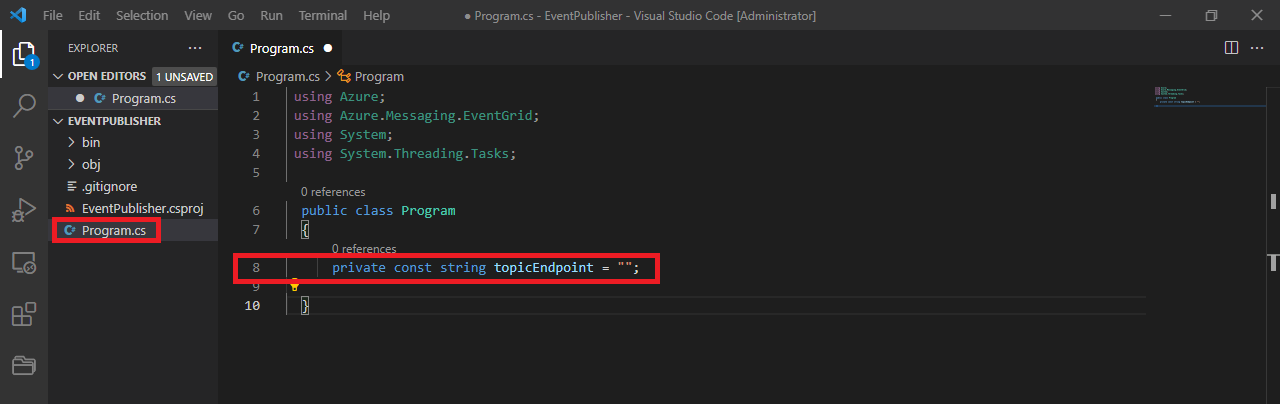 File Edit Selection View Go Run Terminal Help ● Program.cs - EventPublisher - Visual Studio Code [Administrator]
EXPLORER ···
OPEN EDITORS 1 UNSAVED
● C# Program.cs
EVENTPUBLISHER
bin
obj
.gitignore
EventPublisher.csproj
C# Program.cs
1
C# Program.cs ●
C# Program.cs > Program
1 using Azure;
2 using Azure.Messaging.EventGrid;
3 using System;
4 using System.Threading.Tasks;
5
0 references
6 public class Program
7 {
0 references
8 private const string topicEndpoint = "";
9
10 }